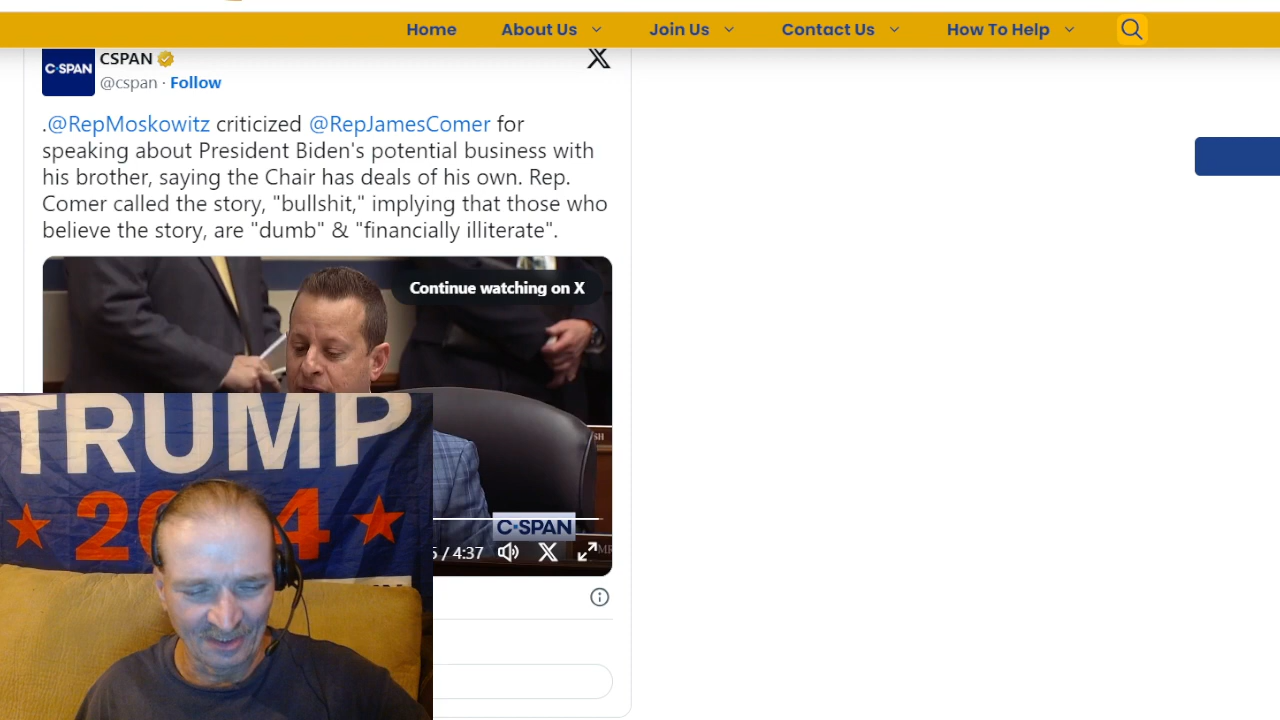 Home About Us Join Us Contact Us How To Help
C·SPAN
CSPAN
@cspan · Follow
.@RepMoskowitz criticized @RepJamesComer for
speaking about President Biden's potential business with
his brother, saying the Chair has deals of his own. Rep.
Comer called the story, "bullshit," implying that those who
believe the story, are "dumb" & "financially illiterate".
Continue watching on X
TRUMP
C·SPAN
/ 4:37